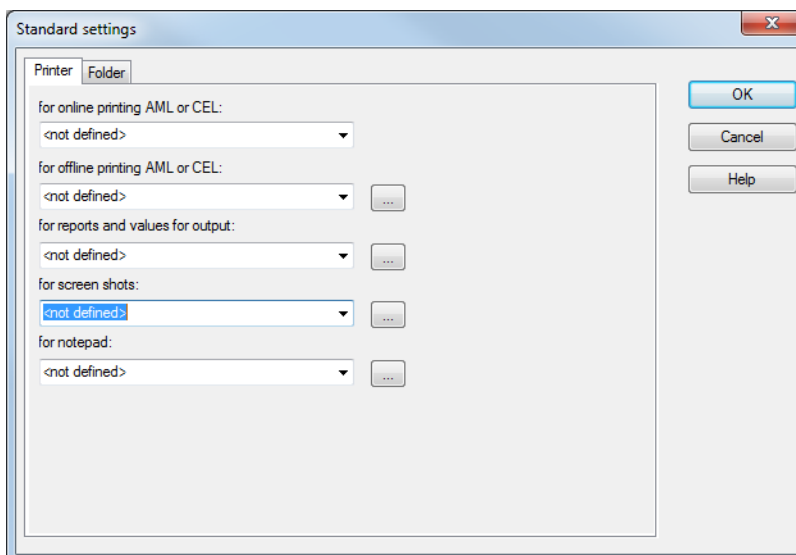 Standard settings
Printer Folder
for online printing AML or CEL:
<not defined>
for offline printing AML or CEL:
<not defined>
...
for reports and values for output:
<not defined>
...
for screen shots:
<not defined>
...
for notepad:
<not defined>
...
OK
Cancel
Help